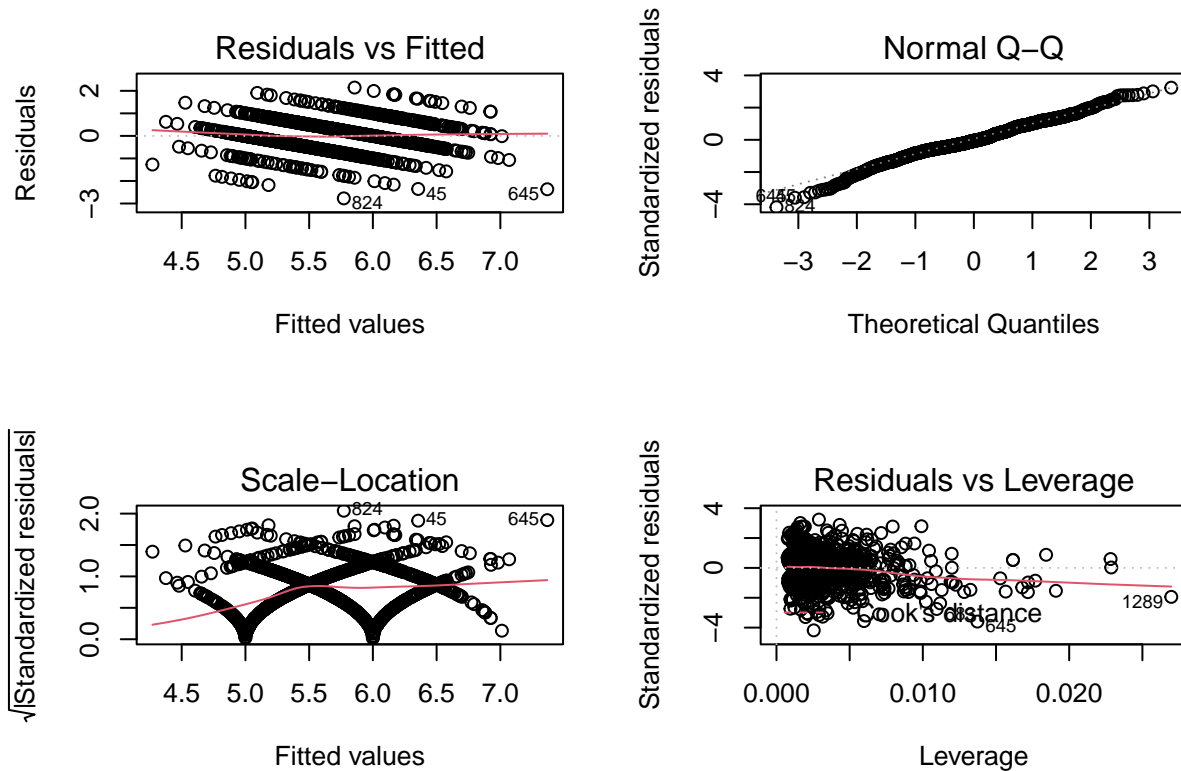 Residuals vs Fitted
Residuals
2
0
−3
824
45
645
4.5 5.0 5.5 6.0 6.5 7.0
Fitted values
Normal Q−Q
Standardized residuals
4
0
−4
645
45
824
−3 −2 −1 0 1 2 3
Theoretical Quantiles
Scale−Location
√|Standardized residuals|
2.0
1.0
0.0
824
45
645
4.5 5.0 5.5 6.0 6.5 7.0
Fitted values
Residuals vs Leverage
Standardized residuals
4
0
−4
1289
Cook's distance
645
0.000 0.010 0.020
Leverage